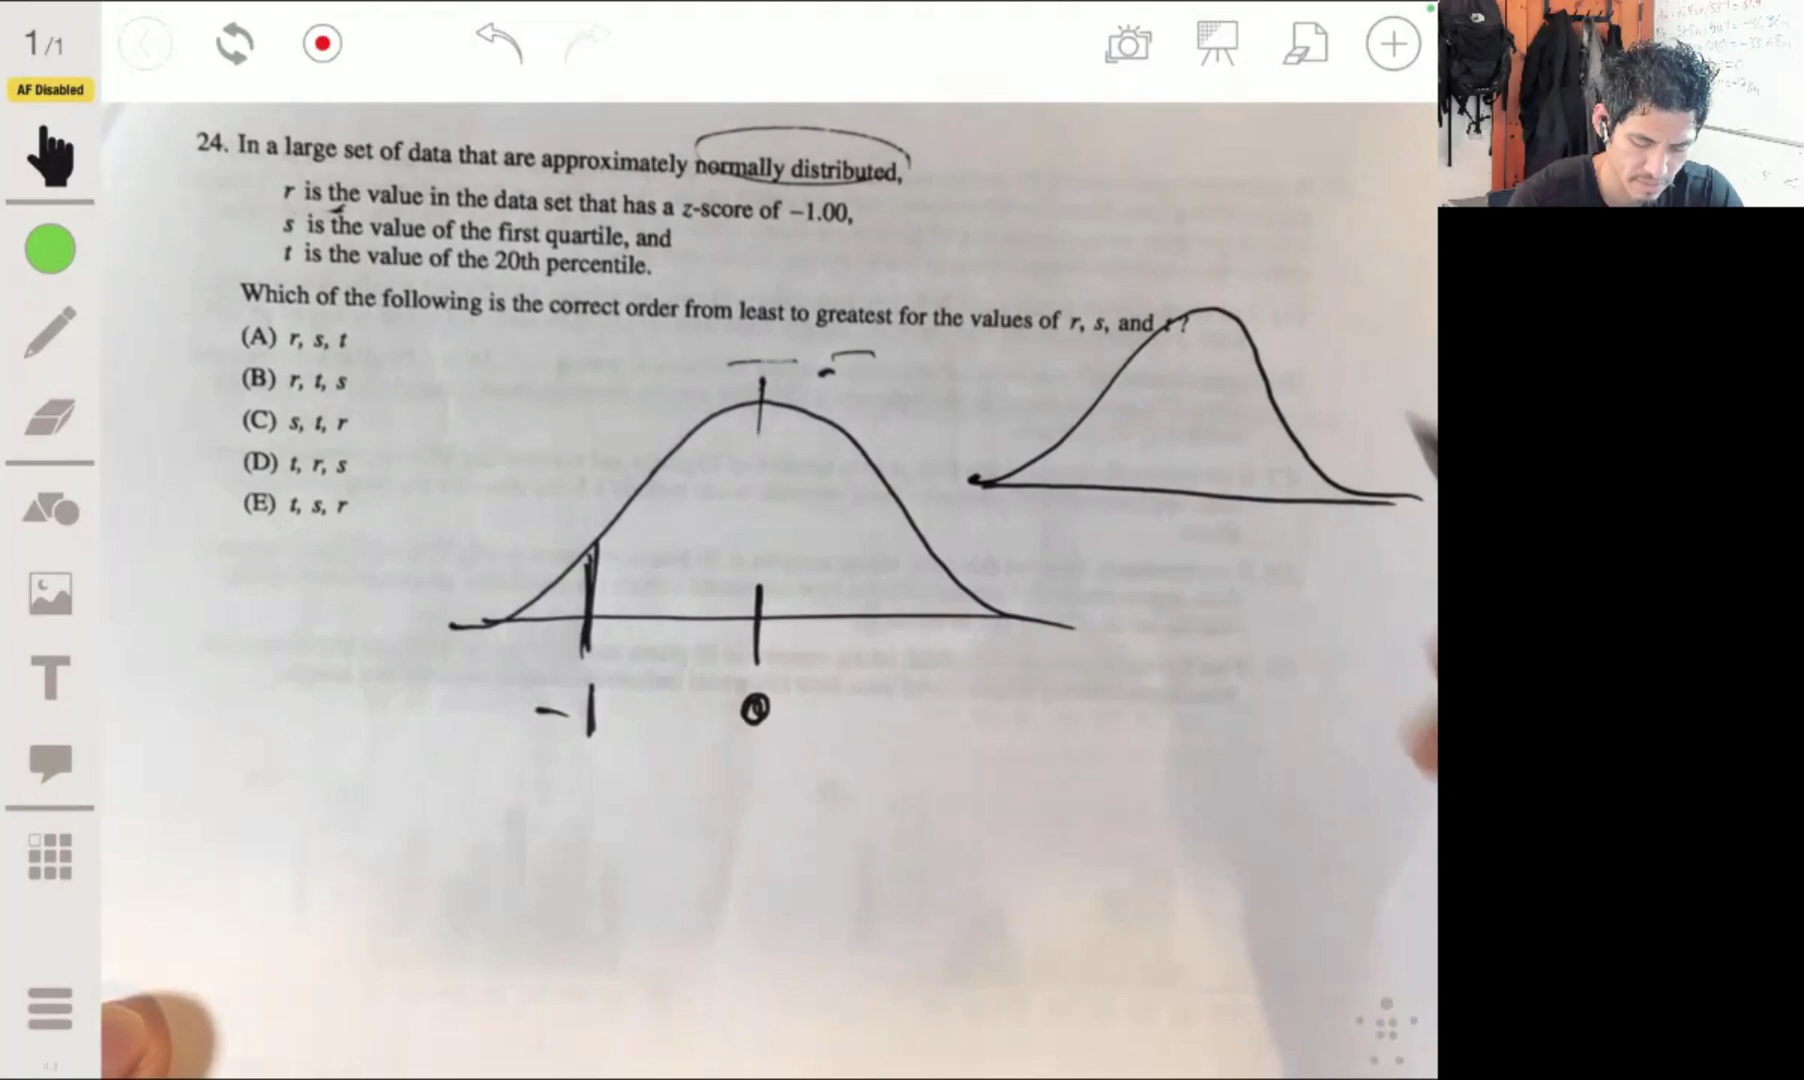 1/1
AF Disabled
24. In a large set of data that are approximately normally distributed,
r is the value in the data set that has a z-score of −1.00,
s is the value of the first quartile, and
t is the value of the 20th percentile.
Which of the following is the correct order from least to greatest for the values of r, s, and t?
(A) r, s, t
(B) r, t, s
(C) s, t, r
(D) t, r, s
(E) t, s, r
-1 0
T